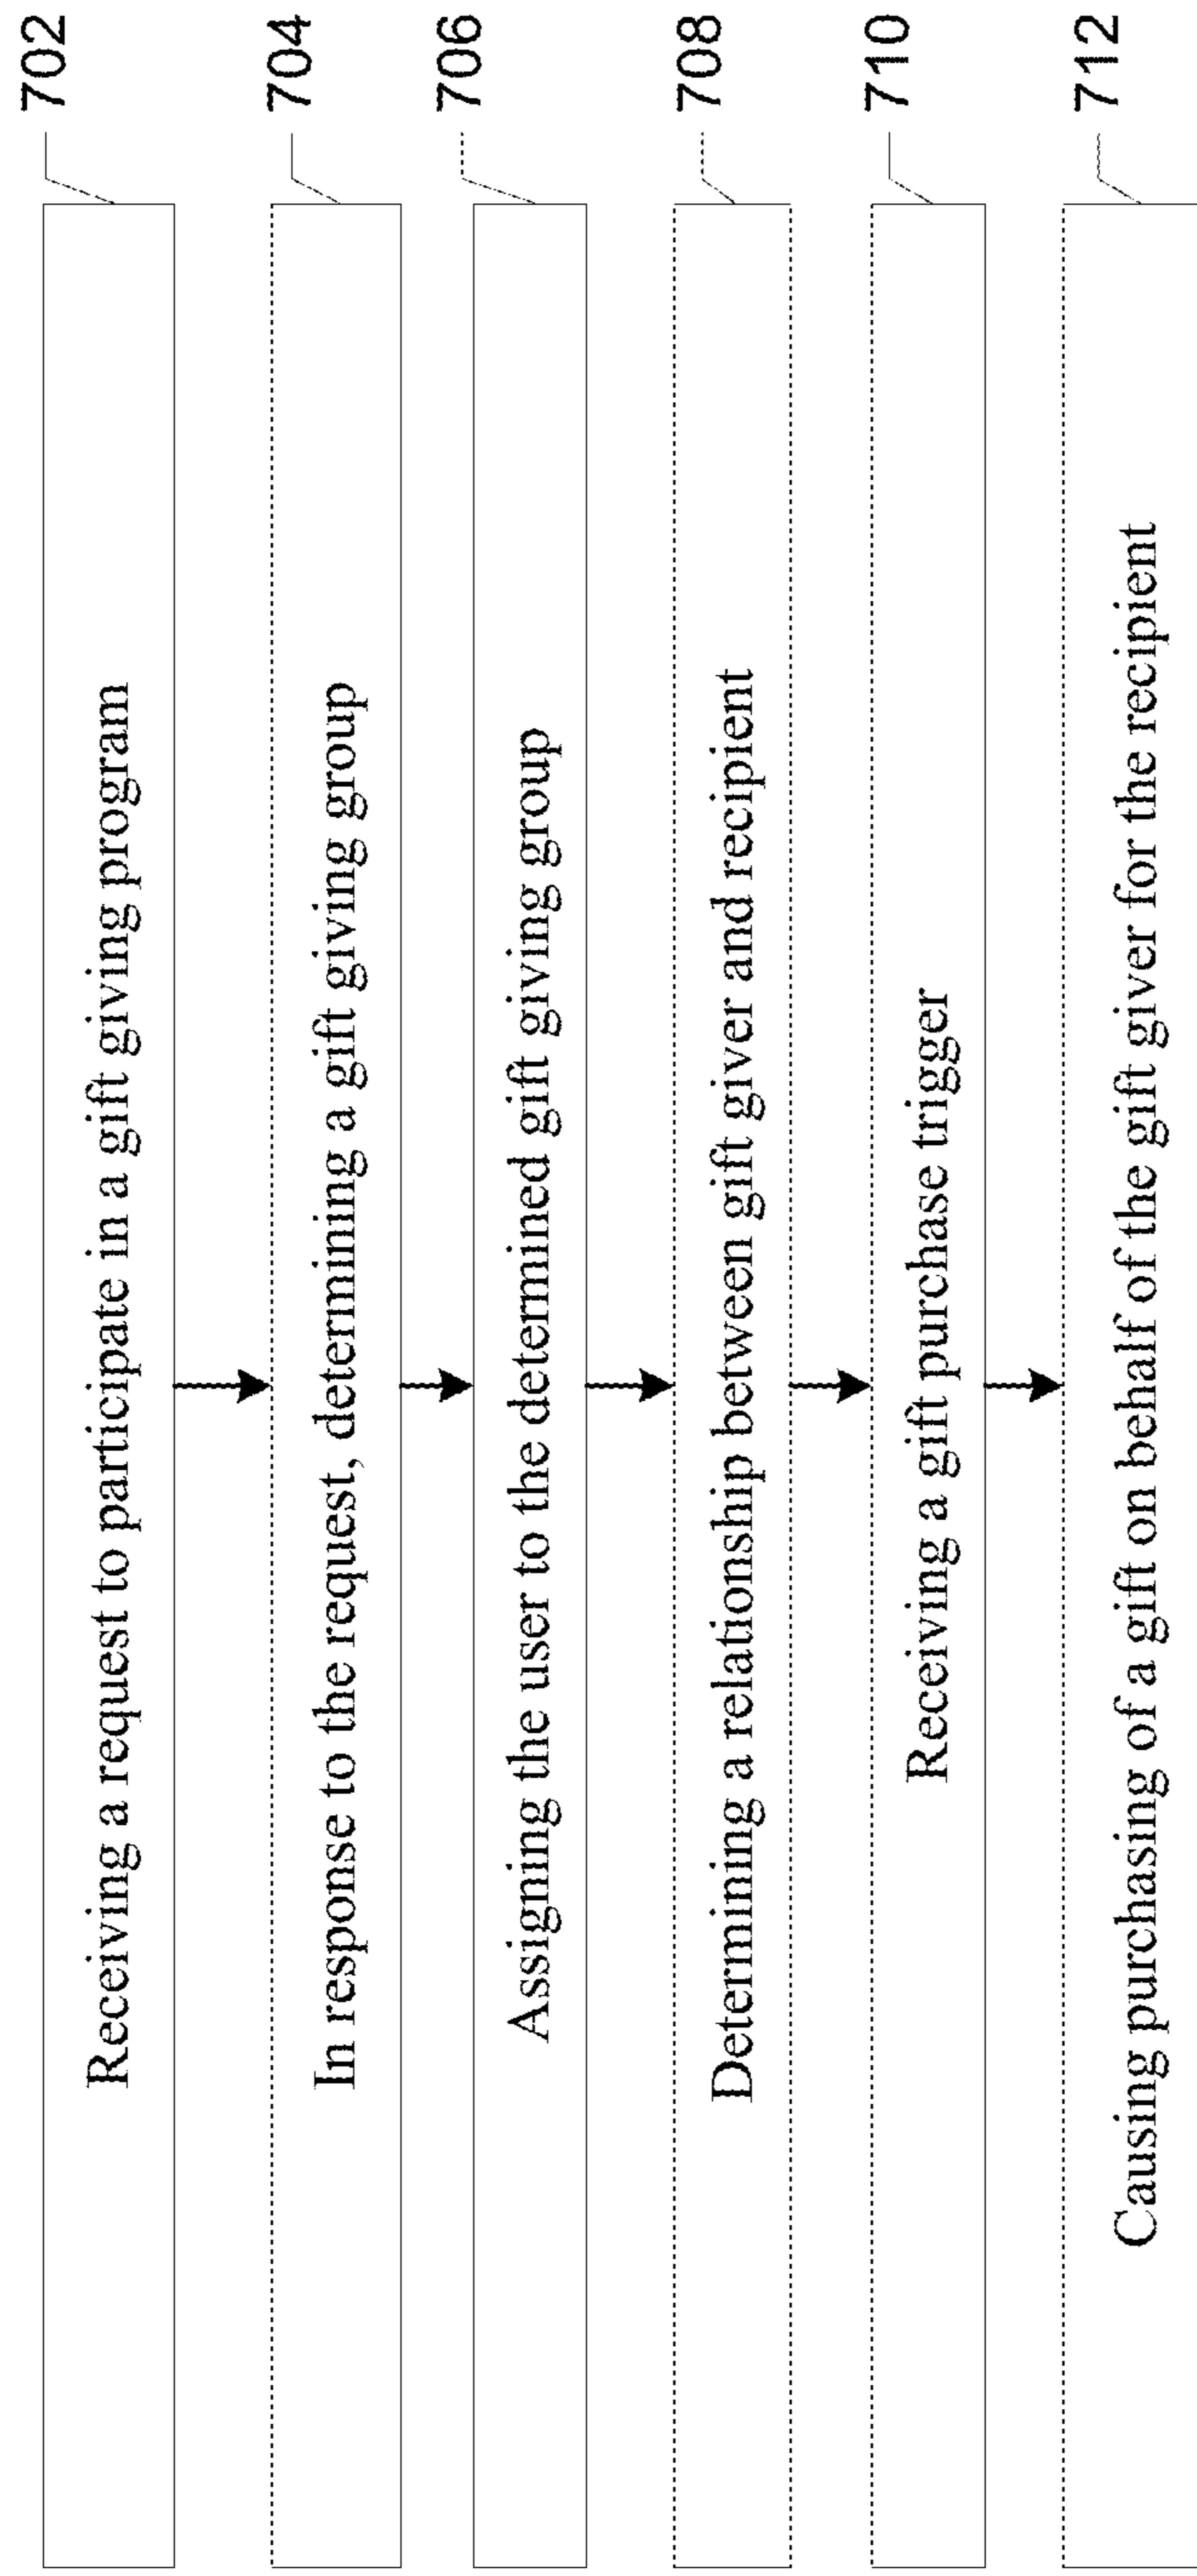 Receiving a request to participate in a gift giving program
702
In response to the request, determining a gift giving group
704
Assigning the user to the determined gift giving group
706
Determining a relationship between gift giver and recipient
708
Receiving a gift purchase trigger
710
Causing purchasing of a gift on behalf of the gift giver for the recipient
712